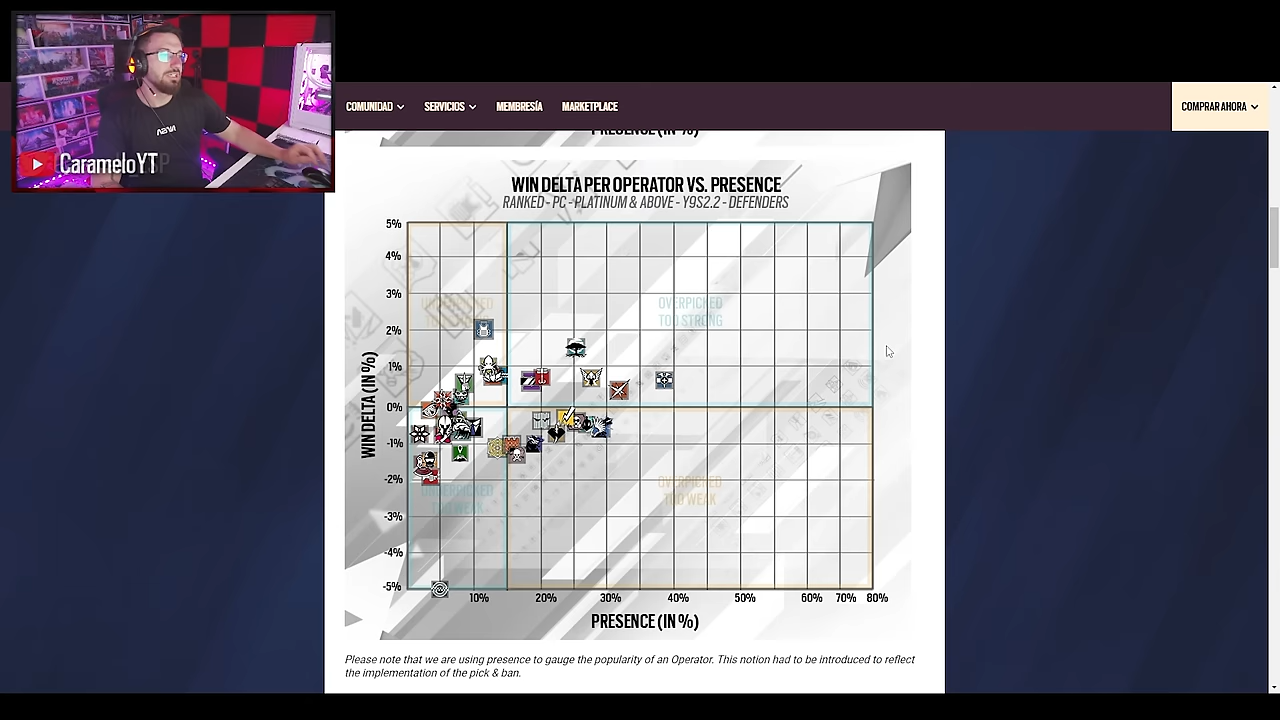 COMUNIDAD
SERVICIOS
MEMBRESÍA
MARKETPLACE
COMPRAR AHORA
CarameloYT
PRESENCE (IN %)
WIN DELTA PER OPERATOR VS. PRESENCE
RANKED - PC - PLATINUM & ABOVE - Y9S2.2 - DEFENDERS
5%
4%
3%
2%
1%
0%
-1%
-2%
-3%
-4%
-5%
WIN DELTA (IN %)
OVERPICKED
TOO STRONG
UNDERPICKED
TOO WEAK
OVERPICKED
TOO WEAK
10%
20%
30%
40%
50%
60%
70%
80%
PRESENCE (IN %)
Please note that we are using presence to gauge the popularity of an Operator. This notion had to be introduced to reflect
the implementation of the pick & ban.